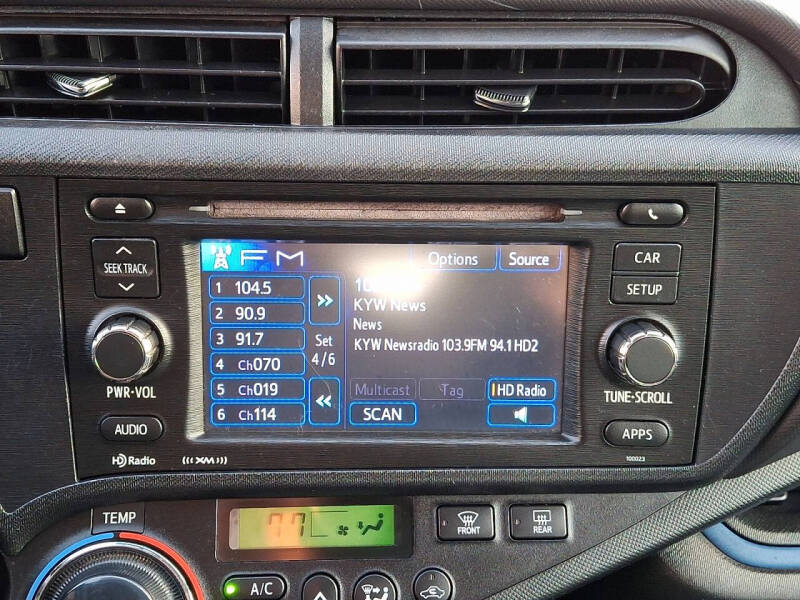 SEEK TRACK
PWR•VOL
AUDIO
HD Radio
(((XM)))
FM
Options
Source
1 104.5
2 90.9
3 91.7
4 Ch070
5 Ch019
6 Ch114
>>
Set
4/6
<<
KYW News
News
KYW Newsradio 103.9FM 94.1 HD2
Multicast
Tag
HD Radio
SCAN
CAR
SETUP
TUNE•SCROLL
APPS
100023
TEMP
77
FRONT
REAR
A/C